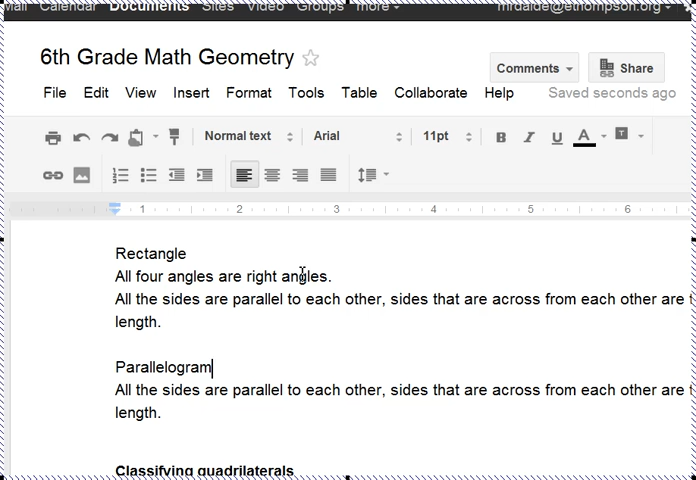 Calendar Documents Sites Video Groups More
mrdalde@ethompson.org
6th Grade Math Geometry
Comments Share
File Edit View Insert Format Tools Table Collaborate Help Saved seconds ago
Normal text Arial 11pt B I U A T
1 2 3 4 5 6
Rectangle
All four angles are right angles.
All the sides are parallel to each other, sides that are across from each other are
length.
Parallelogram
All the sides are parallel to each other, sides that are across from each other are
length.
Classifying quadrilaterals